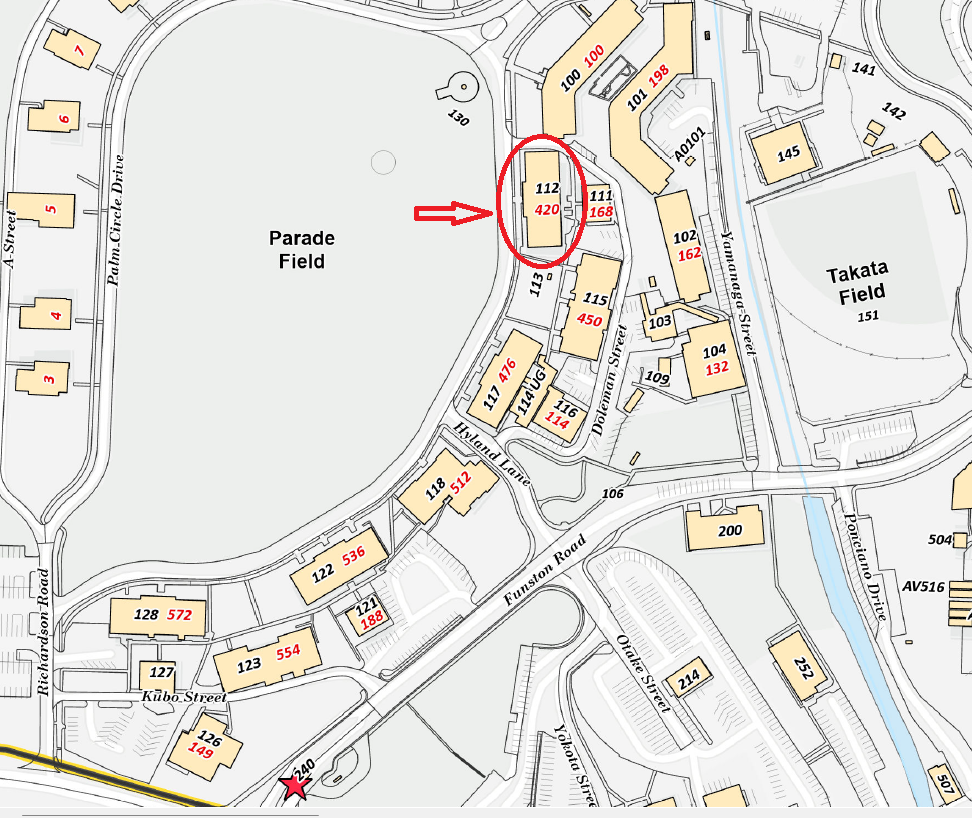 7
6
5
4
3
A Street
Palm Circle Drive
Parade
Field
130
100 100
101 198
A0101
141
142
145
112
420
111
168
102
162
Yamanaga Street
Takata
Field
151
113
115
450
103
104
132
109
Doleman Street
117 476
114 UG
116
114
Hyland Lane
118 512
106
200
504
AV516
Ponciano Drive
Funston Road
122 536
121
188
128 572
123 554
127
Kubo Street
Richardson Road
126
149
240
Otake Street
214
252
Yokota Stree
507